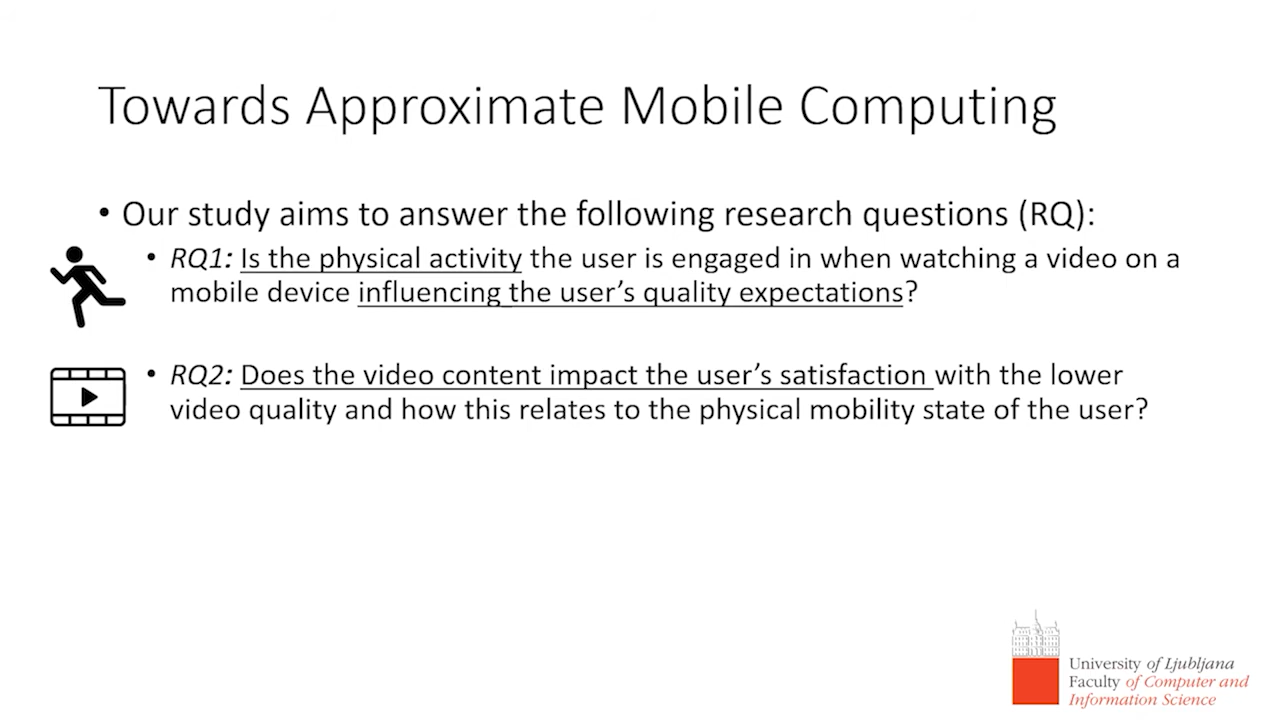 Towards Approximate Mobile Computing
• Our study aims to answer the following research questions (RQ):
• RQ1: Is the physical activity the user is engaged in when watching a video on a
mobile device influencing the user’s quality expectations?
• RQ2: Does the video content impact the user’s satisfaction with the lower
video quality and how this relates to the physical mobility state of the user?
University of Ljubljana
Faculty of Computer and
Information Science